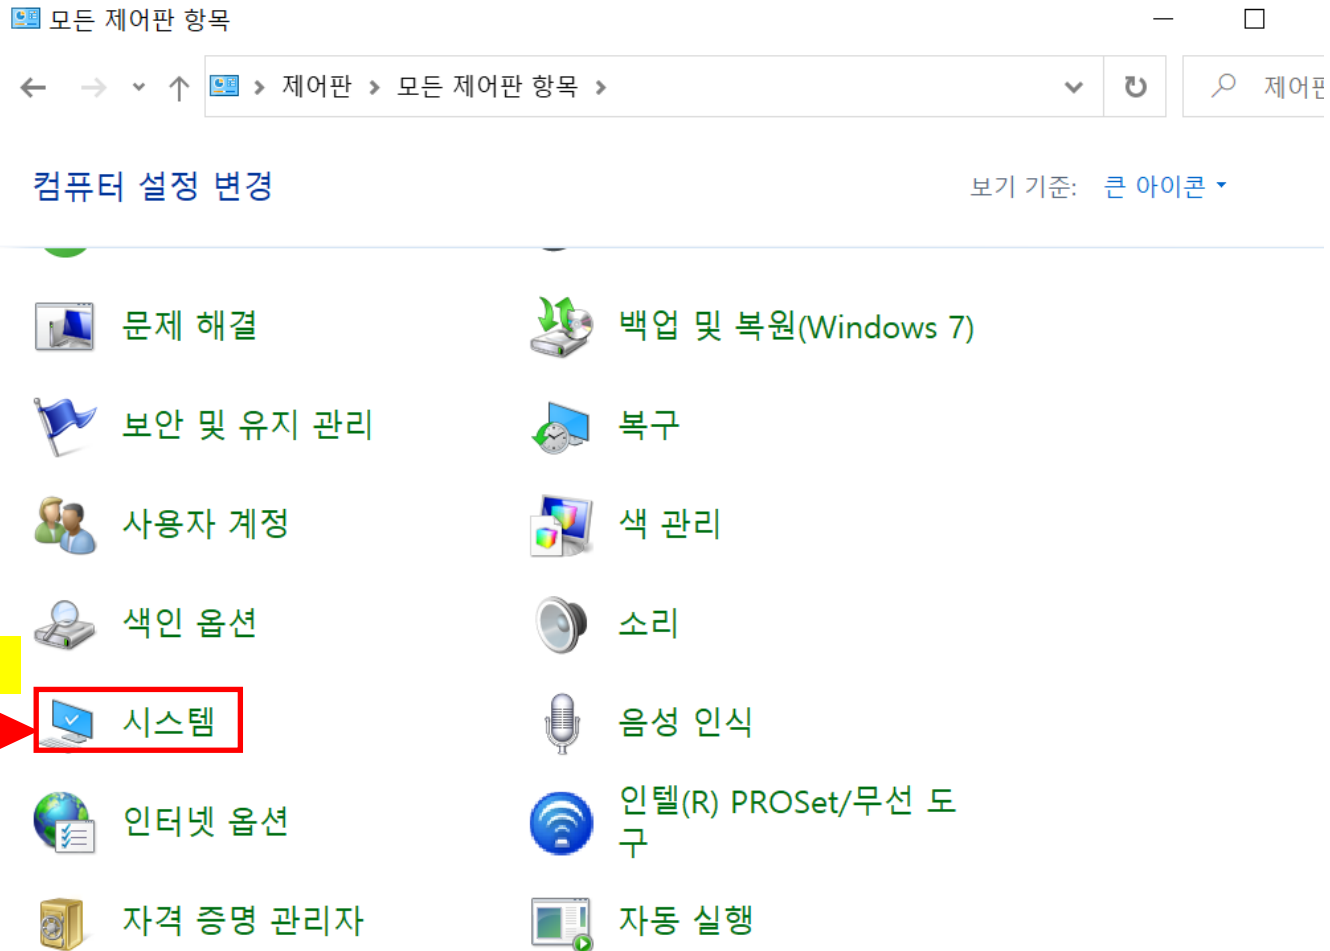 모든 제어판 항목
제어판 > 모든 제어판 항목 >
제어판
컴퓨터 설정 변경
보기 기준: 큰 아이콘
문제 해결
백업 및 복원(Windows 7)
보안 및 유지 관리
복구
사용자 계정
색 관리
색인 옵션
소리
시스템
음성 인식
인터넷 옵션
인텔(R) PROSet/무선 도
구
자격 증명 관리자
자동 실행